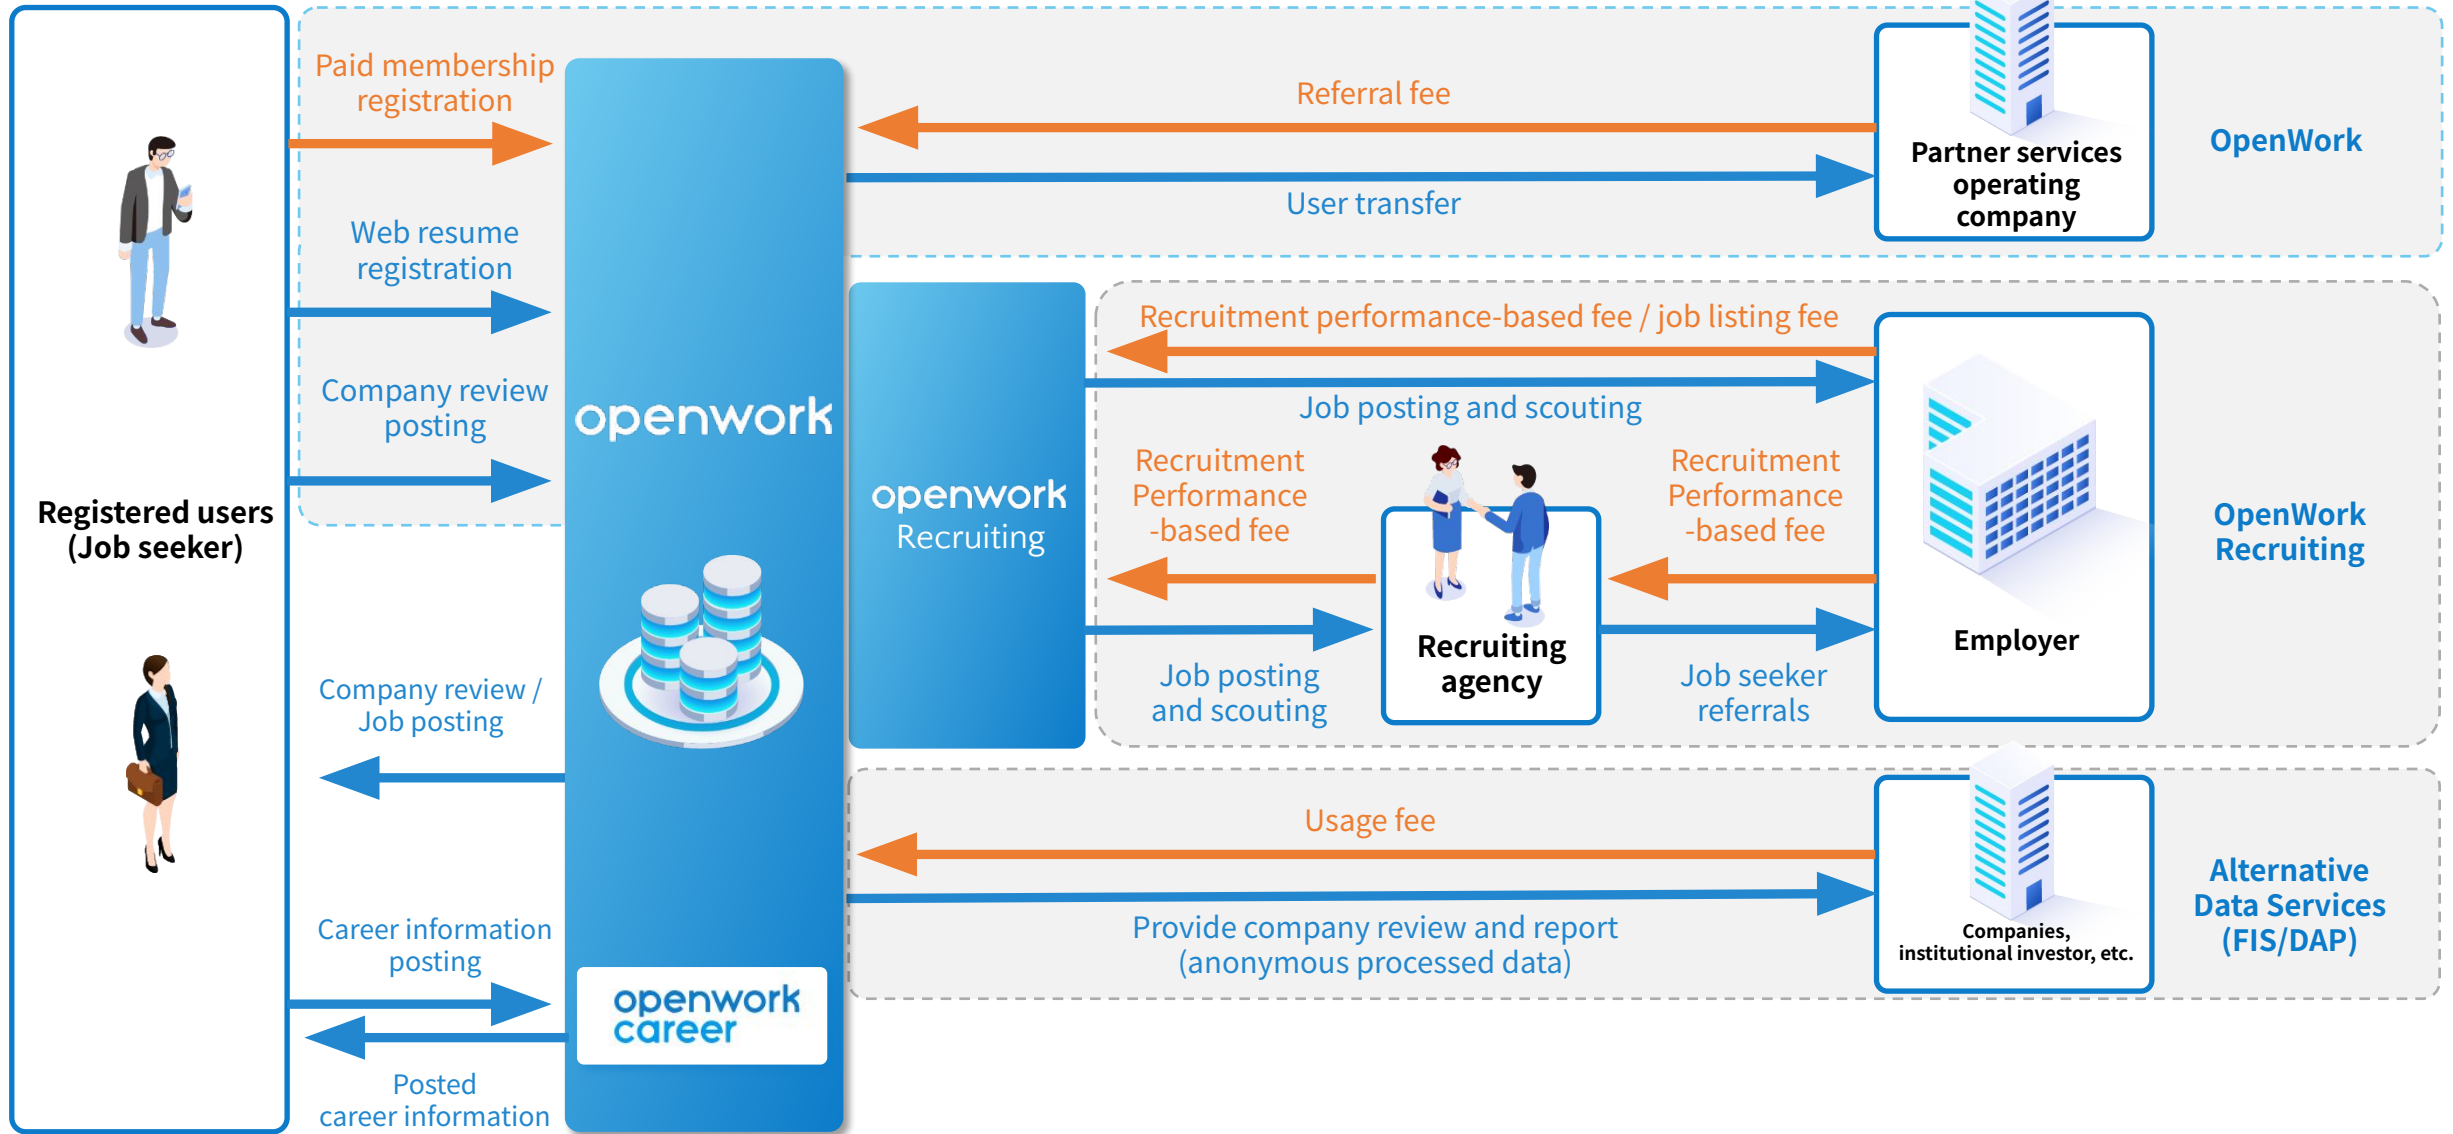 Paid membership
registration
Web resume
registration
Company review
posting
Registered users
(Job seeker)
Company review /
Job posting
Career information
posting
Posted
career information
openwork
openwork
career
openwork
Recruiting
Referral fee
User transfer
Partner services
operating
company
OpenWork
Recruitment performance-based fee / job listing fee
Job posting and scouting
Recruitment
Performance
-based fee
Job posting
and scouting
Recruiting
agency
Recruitment
Performance
-based fee
Job seeker
referrals
Employer
OpenWork
Recruiting
Usage fee
Provide company review and report
(anonymous processed data)
Companies,
institutional investor, etc.
Alternative
Data Services
(FIS/DAP)